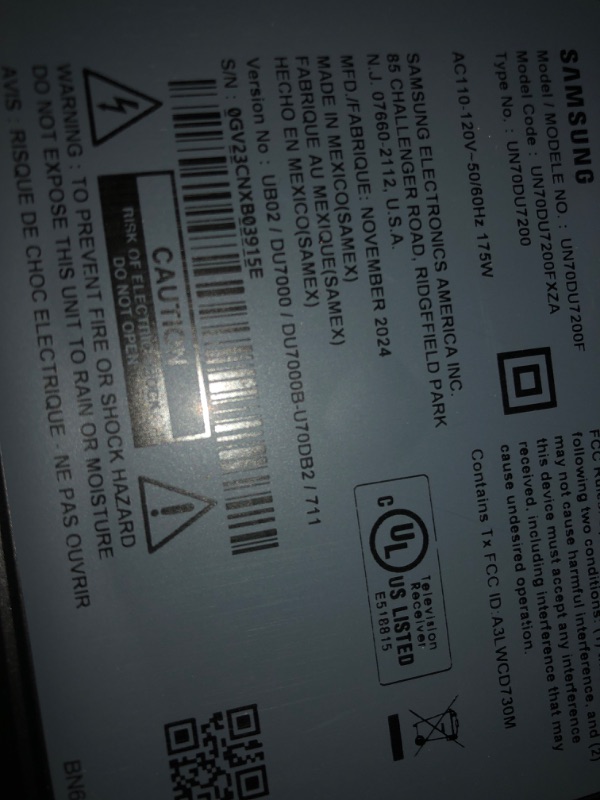 SAMSUNG
Model / MODELE NO. : UN70DU7200F
Model Code : UN70DU7200FXZA
Type No. : UN70DU7200
AC110-120V~50/60Hz 175W
SAMSUNG ELECTRONICS AMERICA INC.
85 CHALLENGER ROAD, RIDGFFIELD PARK
N.J. 07660-2112, U.S.A.
MFD./FABRIQUE: NOVEMBER 2024
MADE IN MEXICO(SAMEX)
FABRIQUE AU MEXIQUE(SAMEX)
HECHO EN MEXICO(SAMEX)
Version No : UB02 / DU7000 / DU7000B-U70DB2 / 711
S/N : 0GV23CNXB03915E
CAUTION
RISK OF ELECTRIC SHOCK
DO NOT OPEN
WARNING : TO PREVENT FIRE OR SHOCK HAZARD
DO NOT EXPOSE THIS UNIT TO RAIN OR MOISTURE
AVIS : RISQUE DE CHOC ELECTRIQUE - NE PAS OUVRIR
FCC
following two conditions: (1)
may not cause harmful interference, and (2)
this device must accept any interference
received, including interference that may
cause undesired operation.
Contains Tx FCC ID:A3LWCD730M
C UL US LISTED
Television
Receiver
E518815
BN6